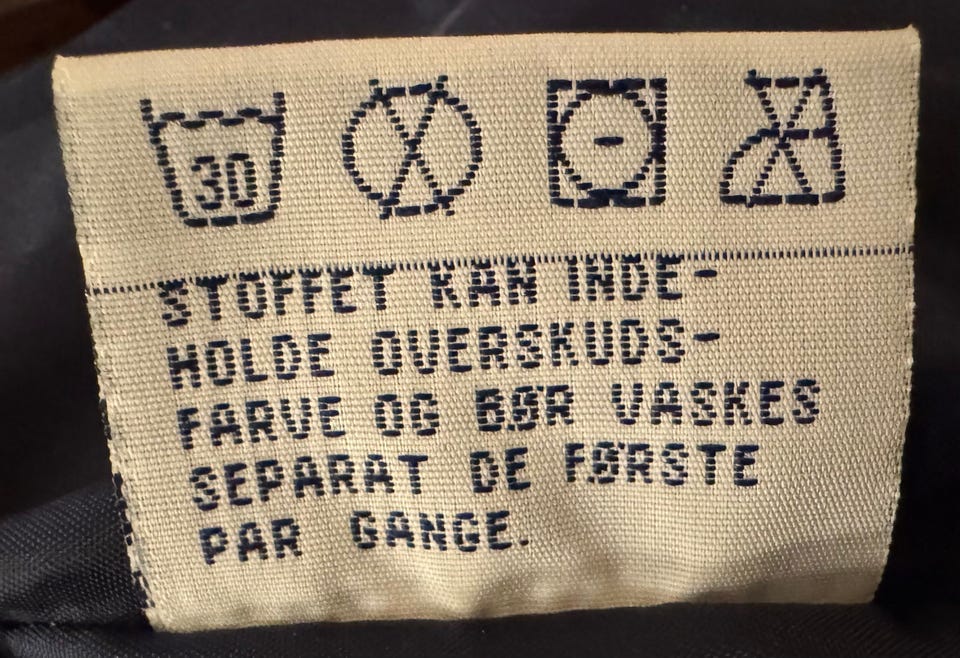 30
STOFFET KAN INDE-
HOLDE OVERSKUDS-
FARVE OG BØR VASKES
SEPARAT DE FØRSTE
PAR GANGE.